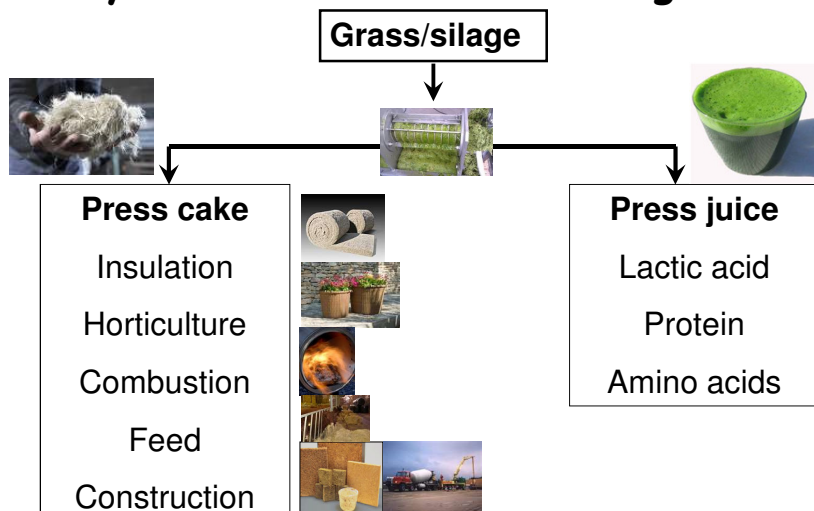 Grass/silage
Press cake
Insulation
Horticulture
Combustion
Feed
Construction
Press juice
Lactic acid
Protein
Amino acids